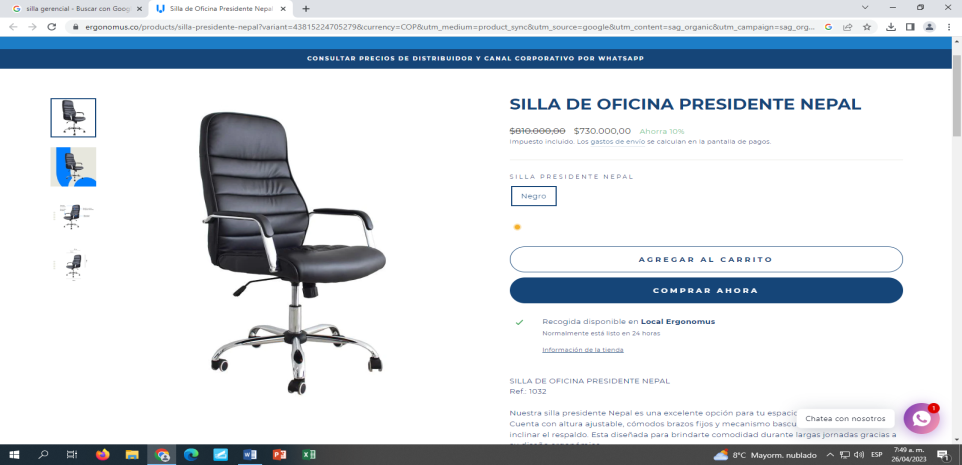 silla gerencial - Buscar con Goog
Silla de Oficina Presidente Nepal
ergonomus.co/products/silla-presidente-nepal?variant=43815224705279&currency=COP&utm_medium=product_sync&utm_source=google&utm_content=sag_organic&utm_campaign=sag_org...
CONSULTAR PRECIOS DE DISTRIBUIDOR Y CANAL CORPORATIVO POR WHATSAPP
SILLA DE OFICINA PRESIDENTE NEPAL
$810.000,00 $730.000,00 Ahorra 10%
Impuesto incluido. Los gastos de envío se calculan en la pantalla de pagos.
SILLA PRESIDENTE NEPAL
Negro
AGREGAR AL CARRITO
COMPRAR AHORA
Recogida disponible en Local Ergonomus
Normalmente está listo en 24 horas
Información de la tienda
SILLA DE OFICINA PRESIDENTE NEPAL
Ref.: 1032
Nuestra silla presidente Nepal es una excelente opción para tu espacio
Cuenta con altura ajustable, cómodos brazos fijos y mecanismo bascu
inclinar el respaldo. Esta diseñada para brindarte comodidad durante largas jornadas gracias a
Chatea con nosotros
1
8°C Mayorm. nublado
ESP
7:49 a. m.
26/04/2023